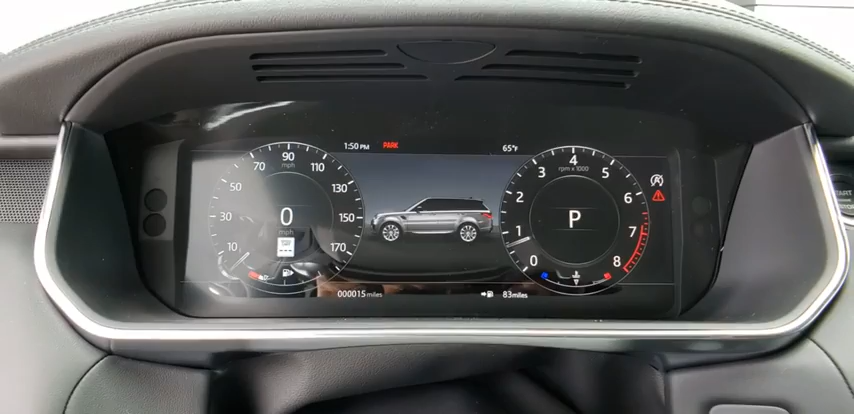 1:50 PM PARK 65°F
10 30 50 70 90 110 130 150 170
mph
0
mph
0 1 2 3 4 5 6 7 8
rpm x 1000
P
000015 miles
83 miles
START